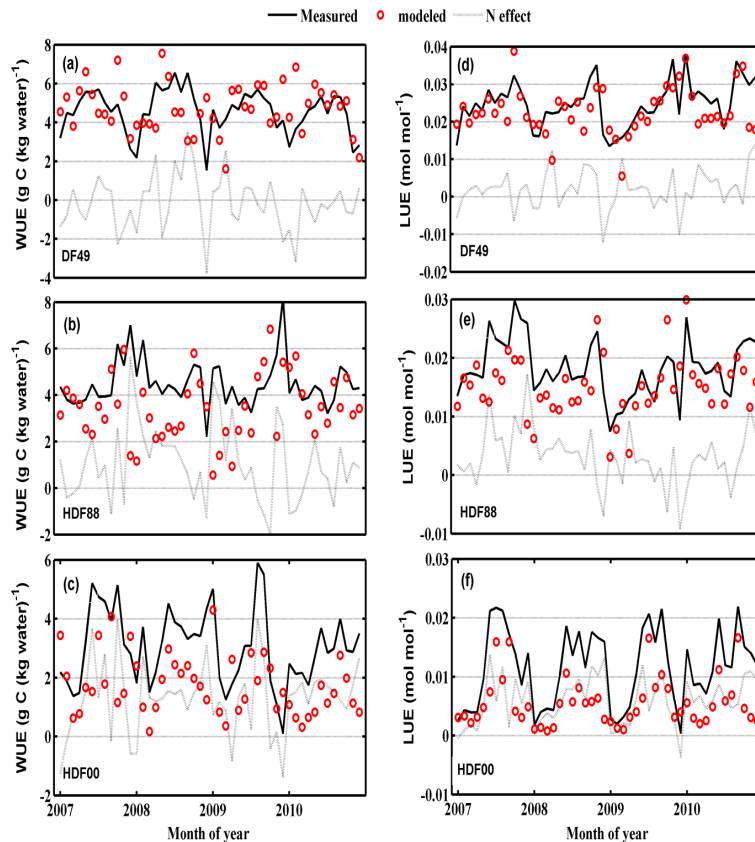 Measured modeled N effect
(a)
WUE (g C (kg water)⁻¹)
8
6
4
2
0
-2
-4
DF49
(d)
LUE (mol mol⁻¹)
0.04
0.03
0.02
0.01
0
-0.01
-0.02
DF49
(b)
WUE (g C (kg water)⁻¹)
8
6
4
2
0
-2
HDF88
(e)
LUE (mol mol⁻¹)
0.03
0.02
0.01
0
-0.01
HDF88
(c)
WUE (g C (kg water)⁻¹)
6
4
2
0
-2
HDF00
2007 2008 2009 2010
Month of year
(f)
LUE (mol mol⁻¹)
0.03
0.02
0.01
0
-0.01
HDF00
2007 2008 2009 2010
Month of year